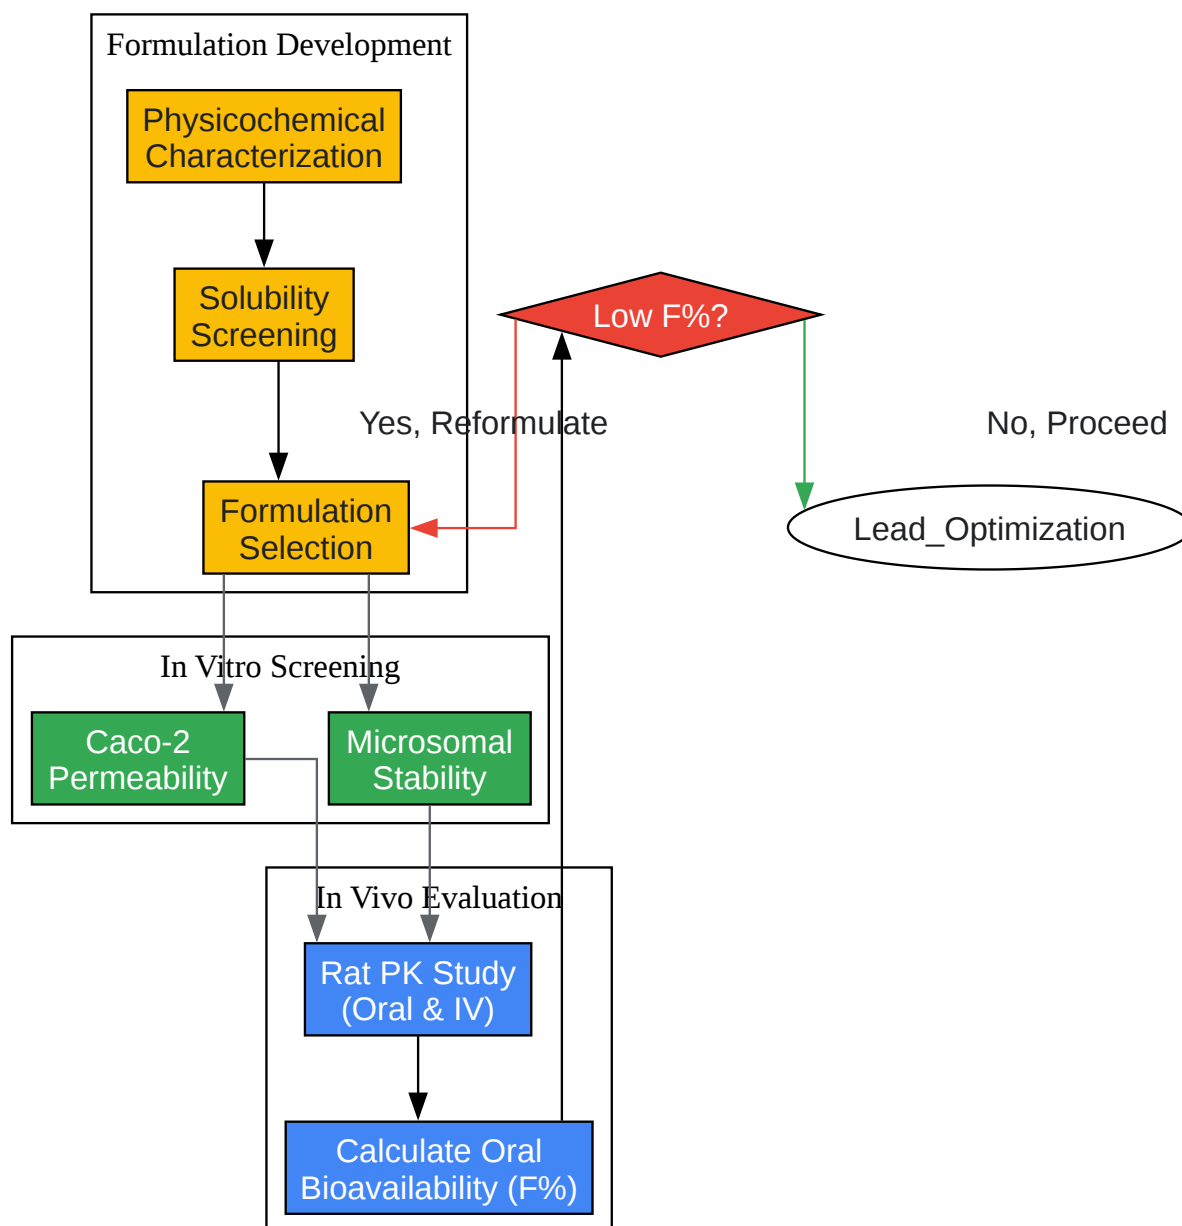 Formulation Development
Physicochemical
Characterization
Solubility
Screening
Low F%?
Yes, Reformulate
No, Proceed
Formulation
Selection
Lead_Optimization
In Vitro Screening
Caco-2
Permeability
Microsomal
Stability
In Vivo Evaluation
Rat PK Study
(Oral & IV)
Calculate Oral
Bioavailability (F%)